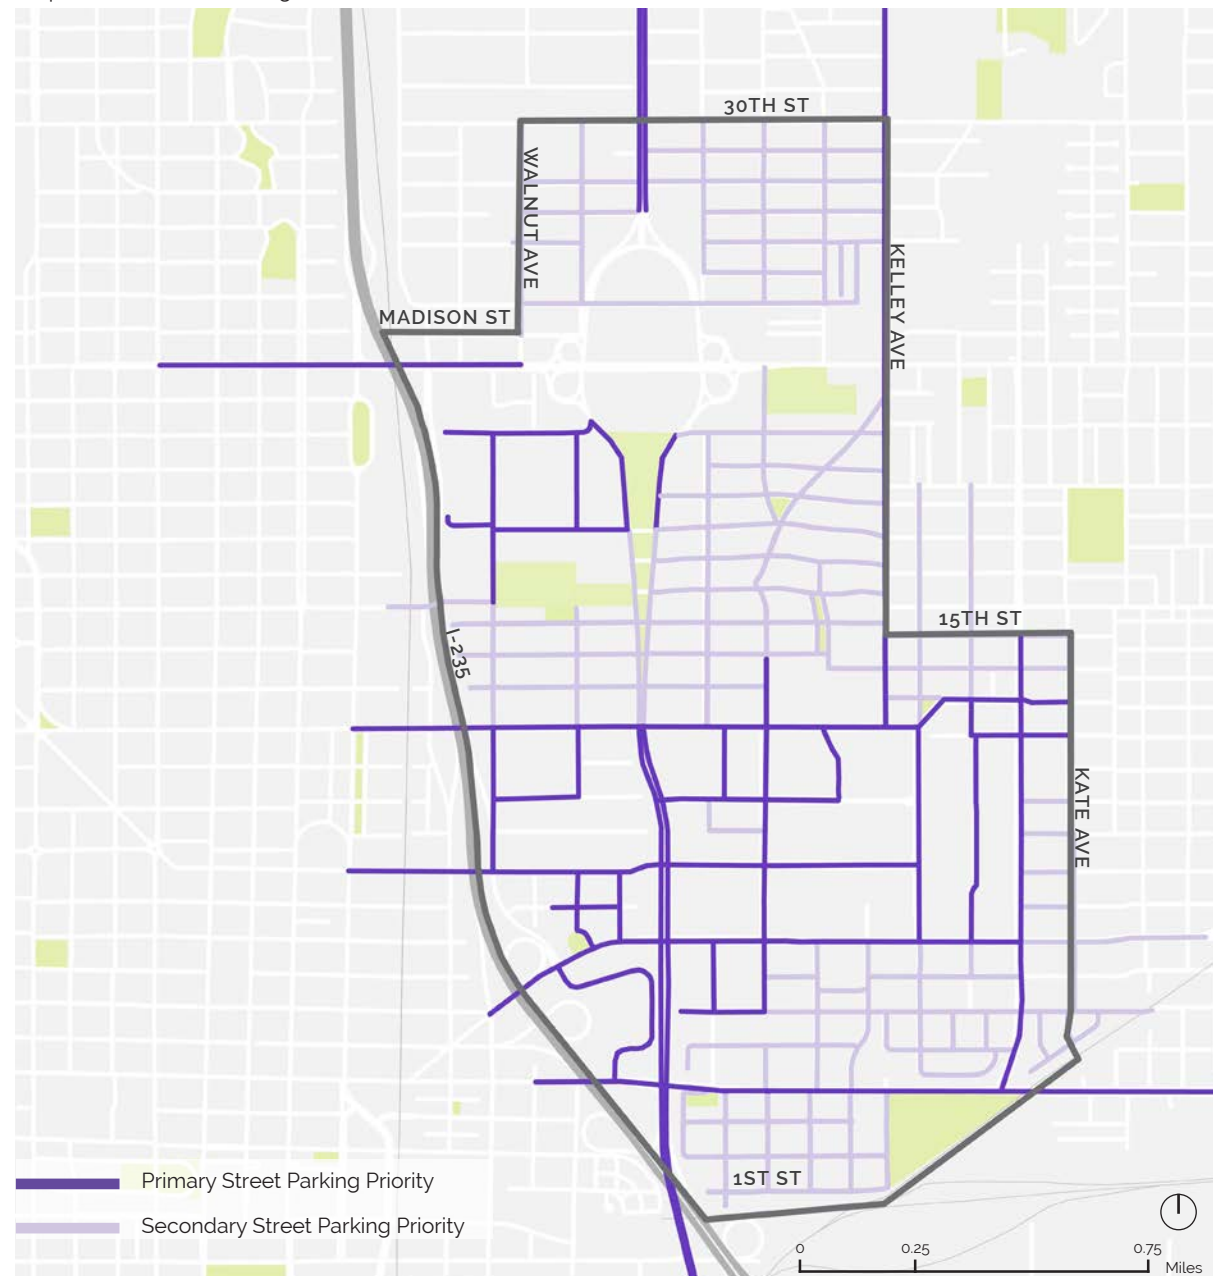 30TH ST
WALNUT AVE
KELLEY AVE
MADISON ST
15TH ST
I-235
KATE AVE
1ST ST
Primary Street Parking Priority
Secondary Street Parking Priority
0 0.25 0.75
Miles